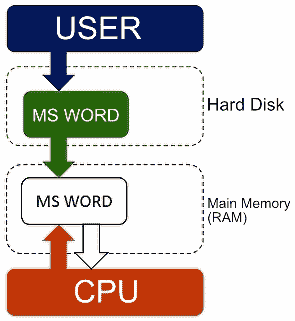 USER
MS WORD
Hard Disk
MS WORD
Main Memory
(RAM)
CPU